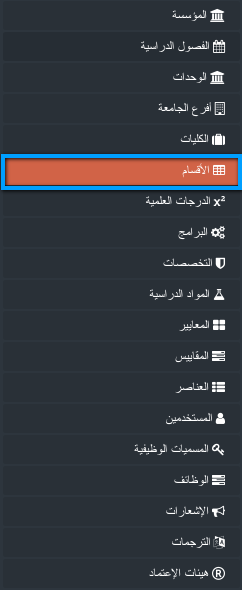 المؤسسة
الفصول الدراسية
الوحدات
أفرع الجامعة
الكليات
الأقسام
الدرجات العلمية
البرامج
التخصصات
المواد الدراسية
المعايير
المقاييس
العناصر
المستخدمين
المسميات الوظيفية
الوظائف
الإشعارات
الترجمات
هيئات الإعتماد